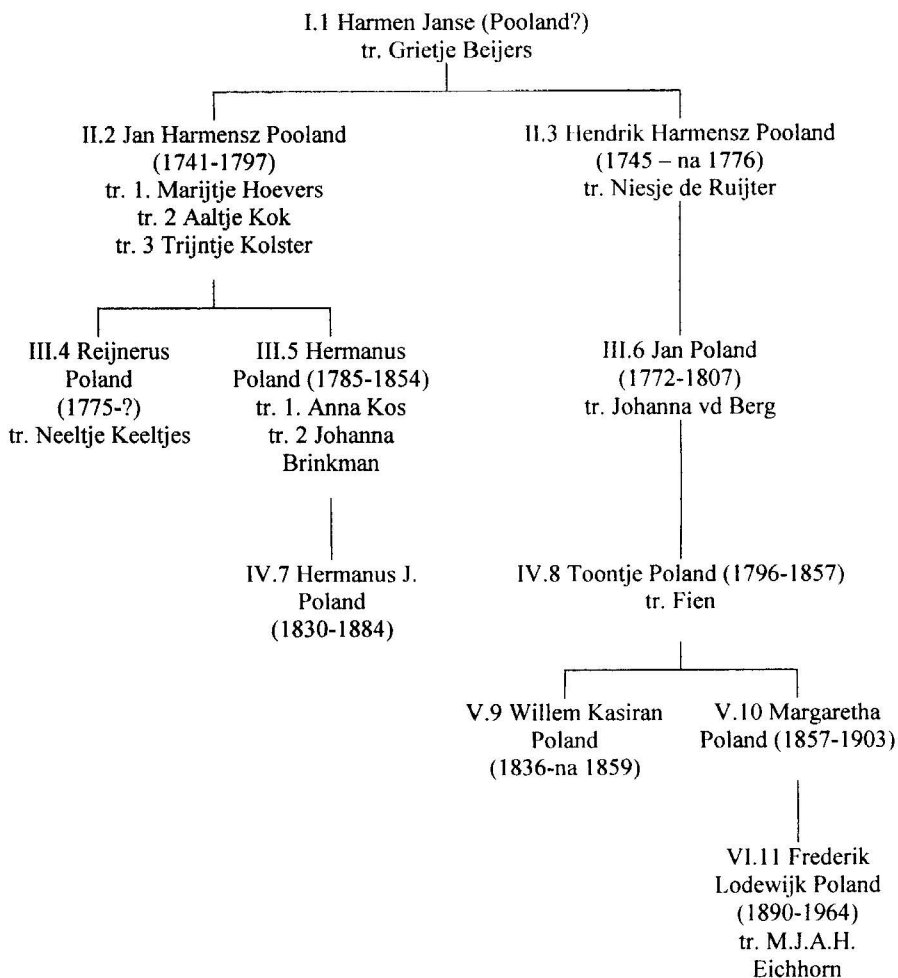 I.1 Harmen Janse (Pooland?)
tr. Grietje Beijers
II.2 Jan Harmensz Pooland
(1741-1797)
tr. 1. Marijtje Hoevers
tr. 2 Aaltje Kok
tr. 3 Trijntje Kolster
II.3 Hendrik Harmensz Pooland
(1745 – na 1776)
tr. Niesje de Ruijter
III.4 Reijnerus
Poland
(1775-?)
tr. Neeltje Keeltjes
III.5 Hermanus
Poland (1785-1854)
tr. 1. Anna Kos
tr. 2 Johanna
Brinkman
III.6 Jan Poland
(1772-1807)
tr. Johanna vd Berg
IV.7 Hermanus J.
Poland
(1830-1884)
IV.8 Toontje Poland (1796-1857)
tr. Fien
V.9 Willem Kasiran
Poland
(1836-na 1859)
V.10 Margaretha
Poland (1857-1903)
VI.11 Frederik
Lodewijk Poland
(1890-1964)
tr. M.J.A.H.
Eichhorn